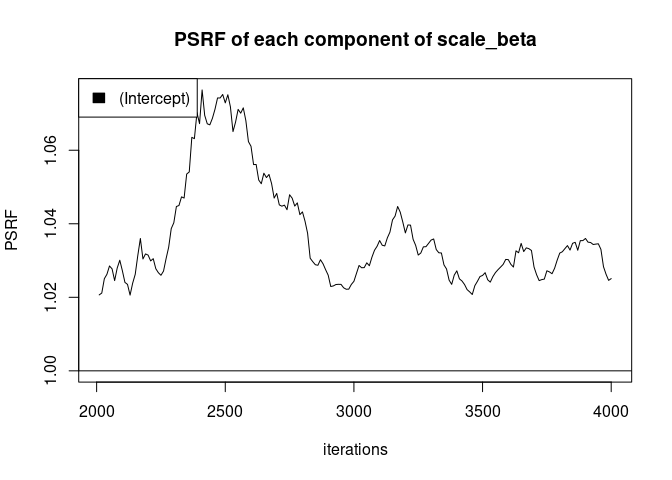 PSRF of each component of scale_beta
(Intercept)
PSRF
1.06
1.04
1.02
1.00
2000 2500 3000 3500 4000
iterations